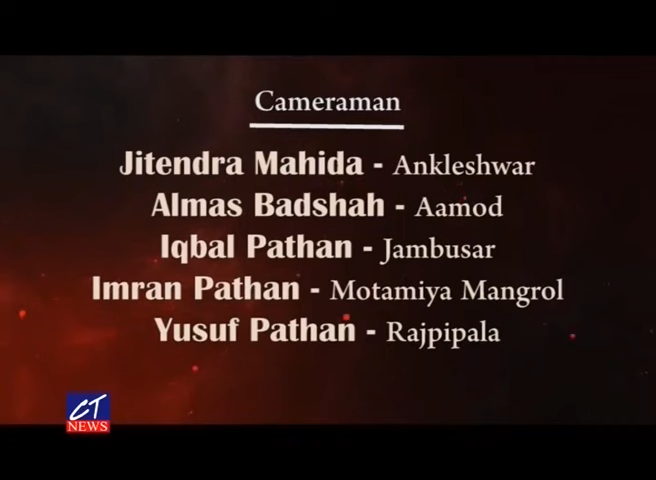 Cameraman
Jitendra Mahida - Ankleshwar
Almas Badshah - Aamod
Iqbal Pathan - Jambusar
Imran Pathan - Motamiya Mangrol
Yusuf Pathan - Rajpipala
CT
NEWS